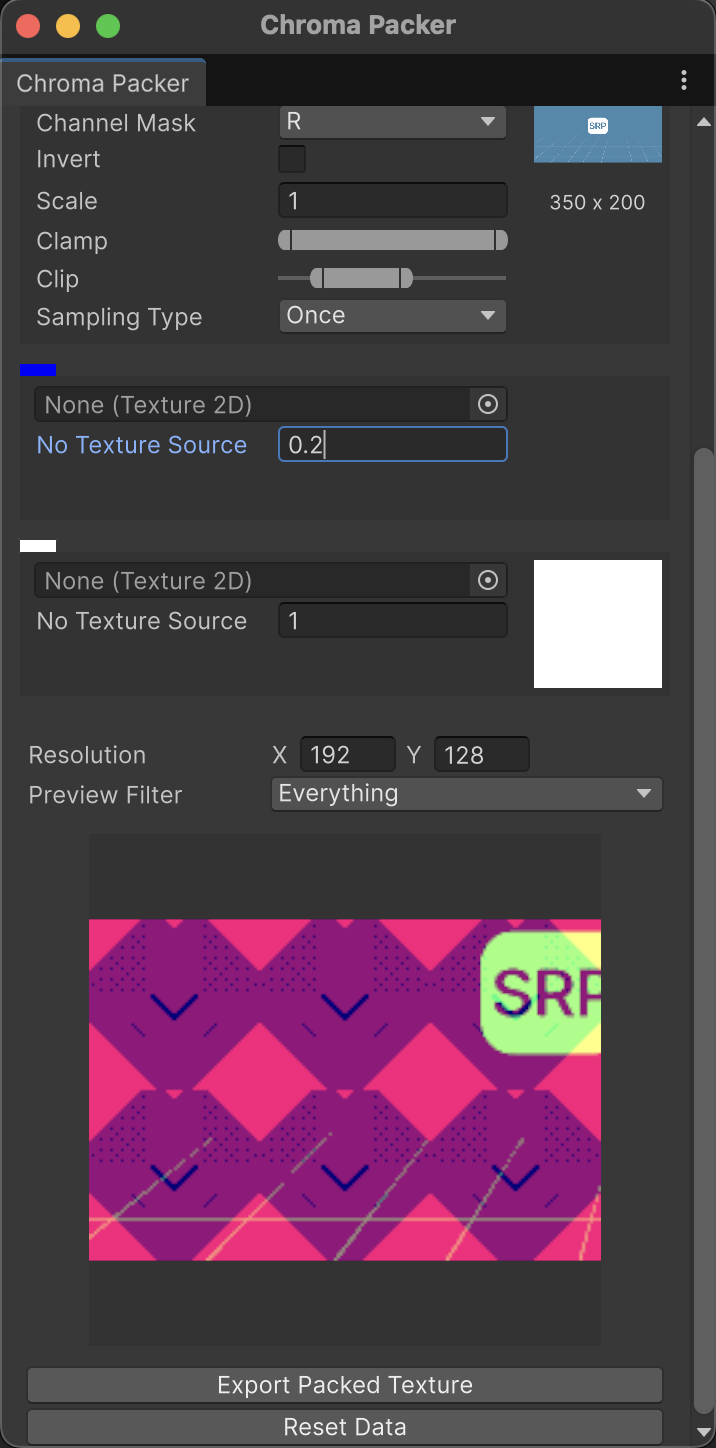 Chroma Packer
Chroma Packer
Channel Mask R
SRP
Invert
Scale 1 350 x 200
Clamp
Clip
Sampling Type Once
None (Texture 2D)
No Texture Source 0.2
None (Texture 2D)
No Texture Source 1
Resolution X 192 Y 128
Preview Filter Everything
SRP
Export Packed Texture
Reset Data